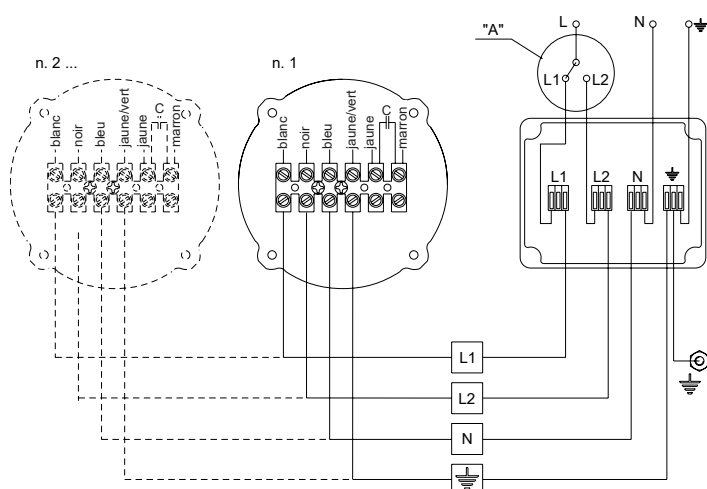 "A"
L
N
n. 2 ...
n. 1
L1
L2
blanc
noir
bleu
jaune/vert
jaune
C
marron
blanc
noir
bleu
jaune/vert
jaune
C
marron
L1
L2
N
L1
L2
N